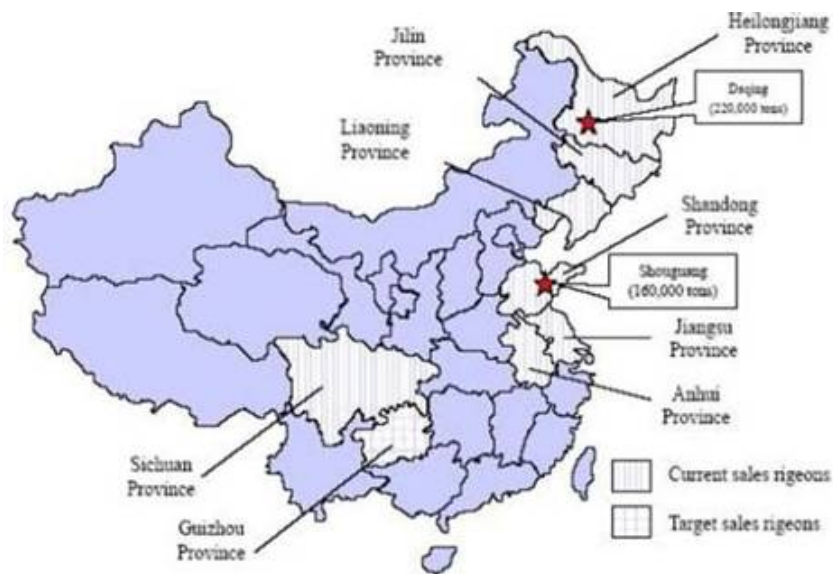 Jilin
Province
Heilongjiang
Province
Daqing
(220,000 tons)
Liaoning
Province
Shandong
Province
Shouguang
(160,000 tons)
Jiangsu
Province
Anhui
Province
Sichuan
Province
Guizhou
Province
Current sales rigeons
Target sales rigeons